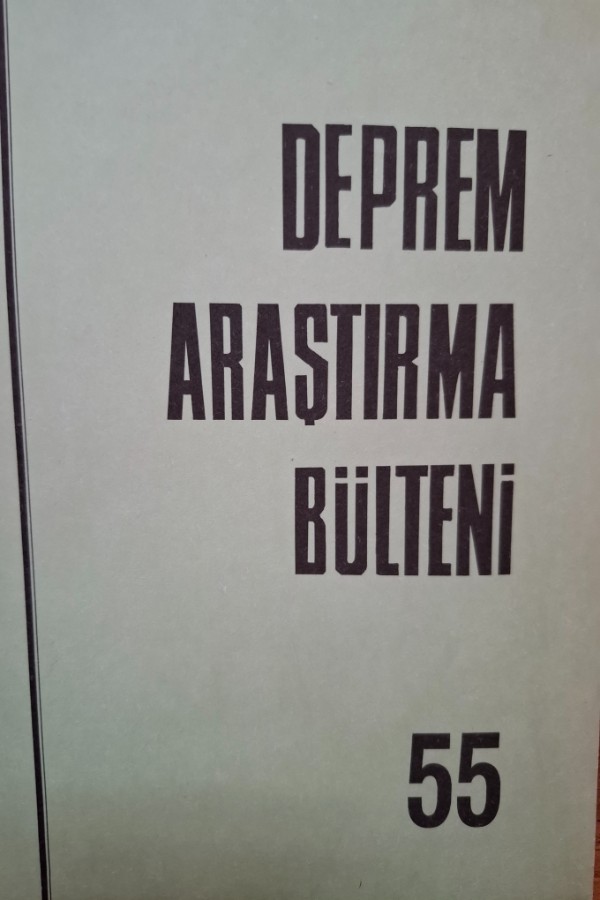 DEPREM
ARAŞTIRMA
BÜLTENİ
55